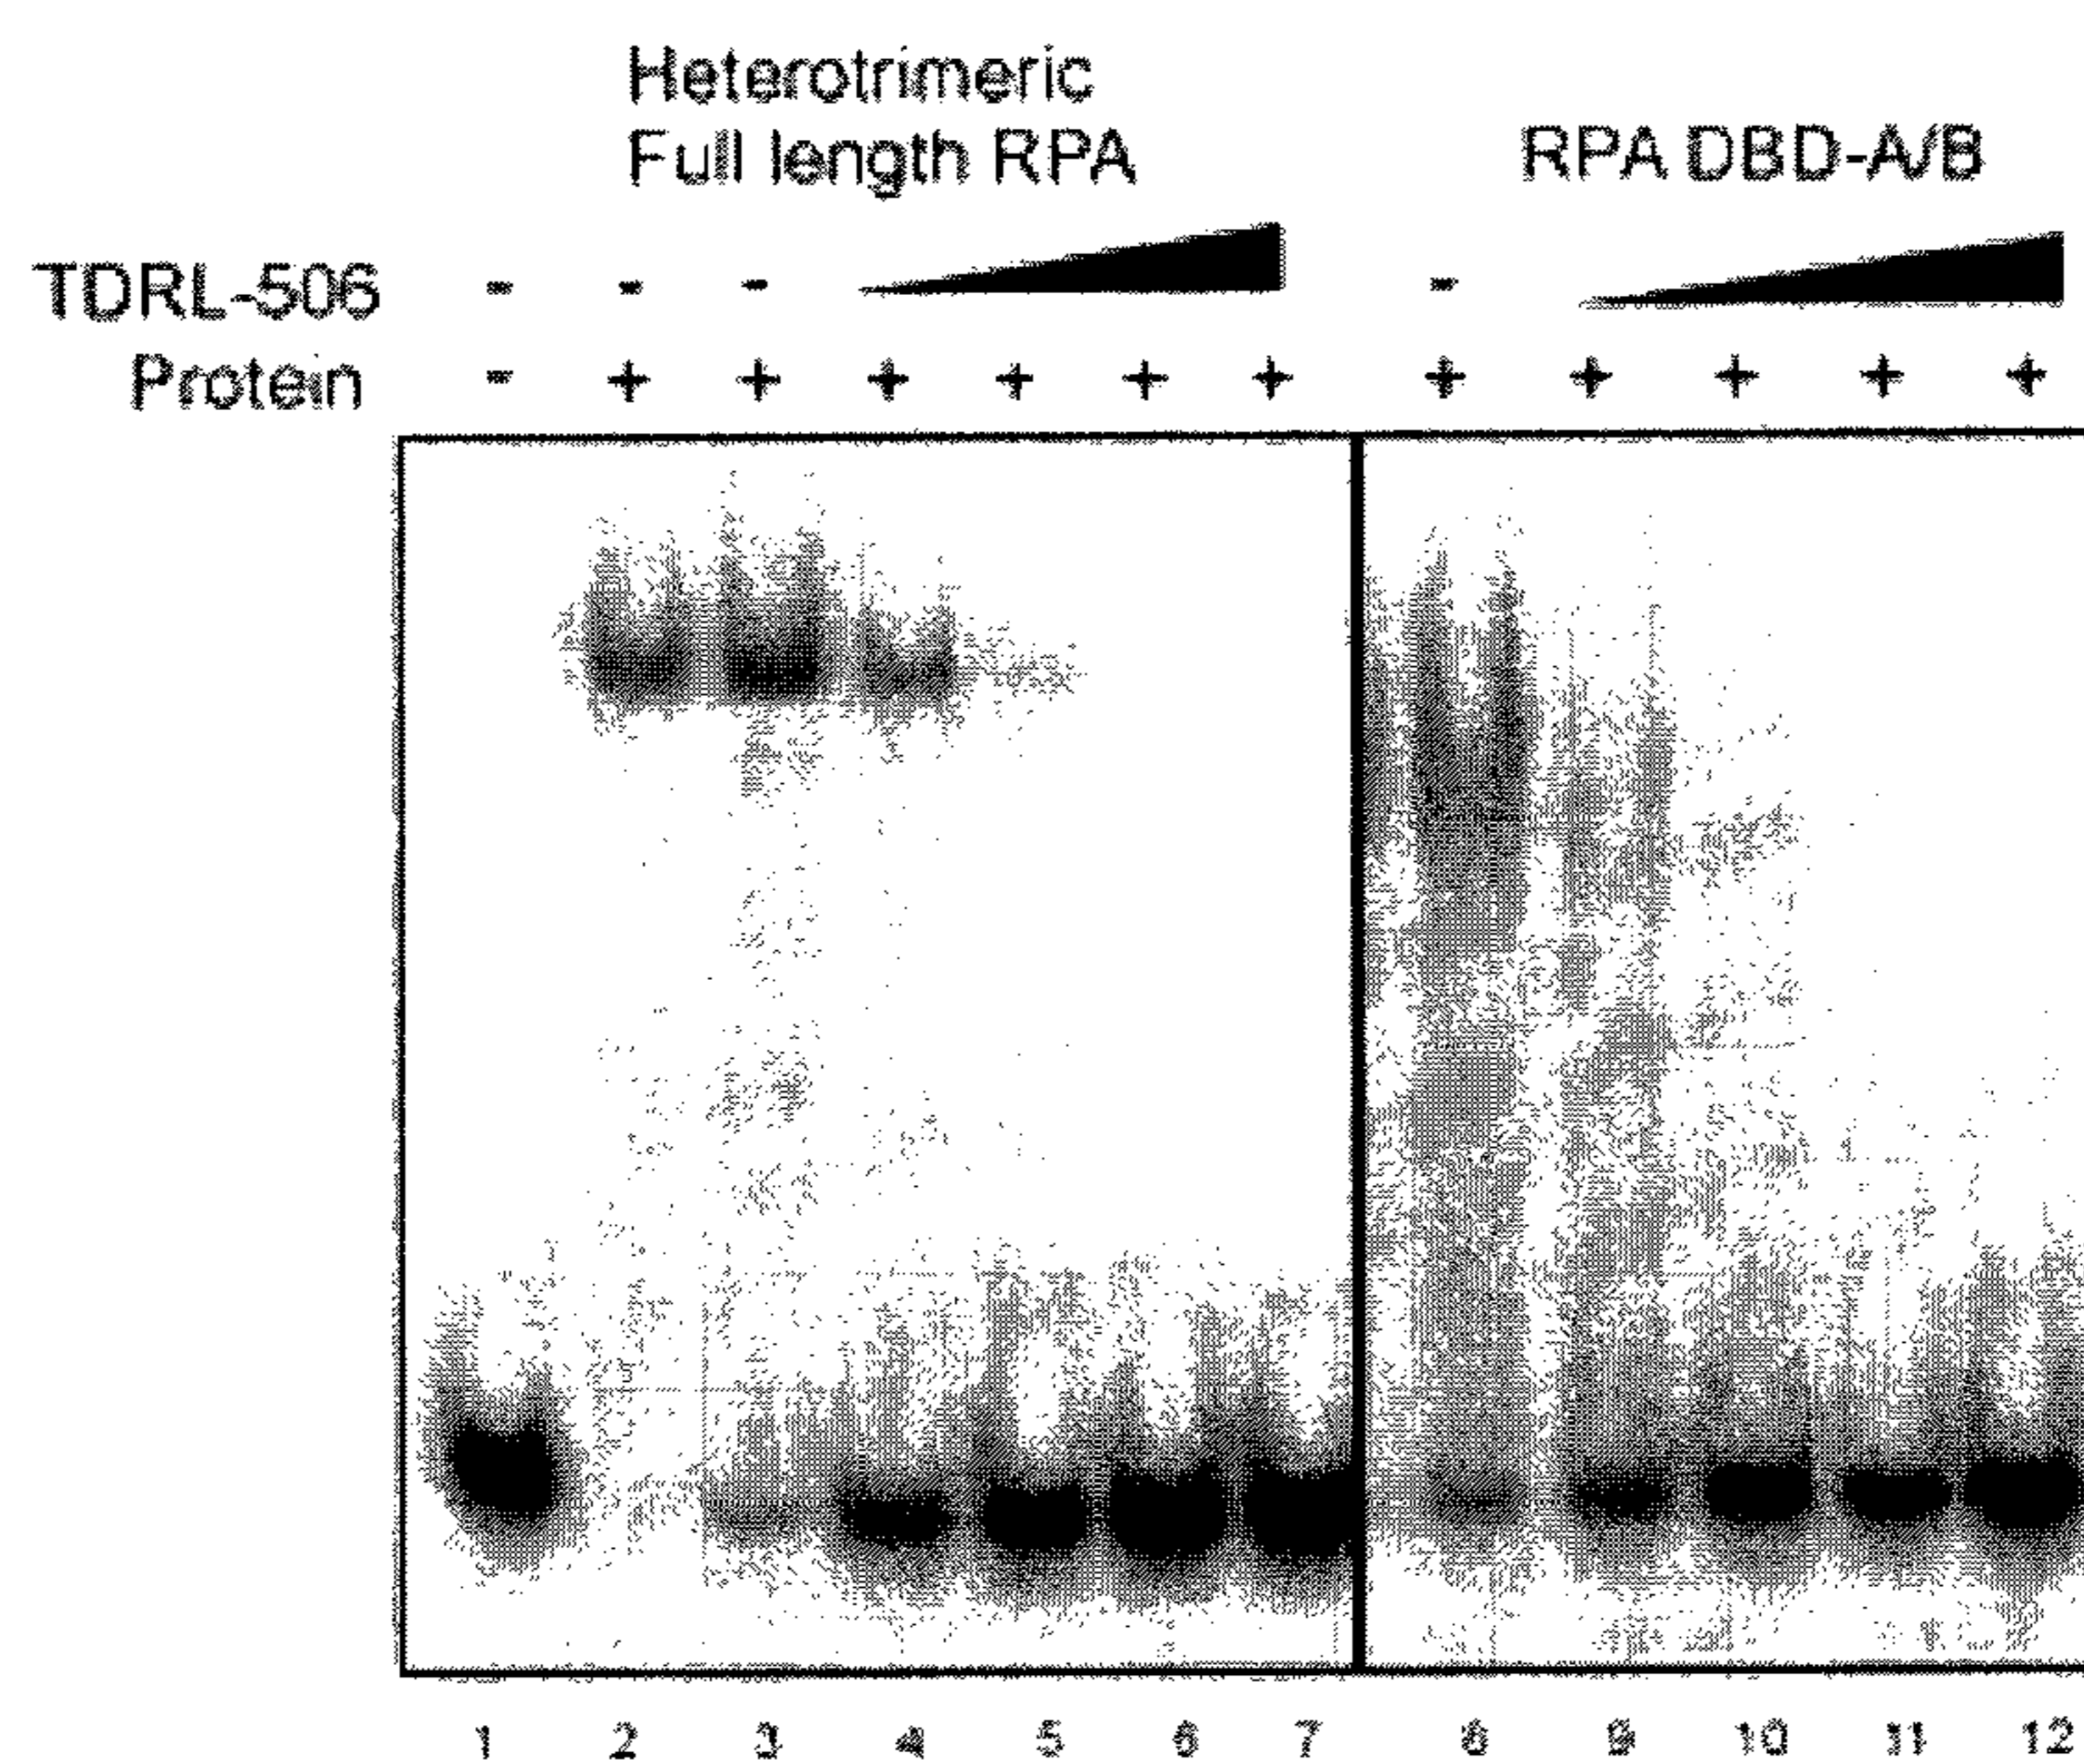 Heterotrimeric
Full length RPA
RPA DBD-A/B
TDRL-506 - - - -
Protein - + + + + + + + + + + +
1 2 3 4 5 6 7 8 9 10 11 12